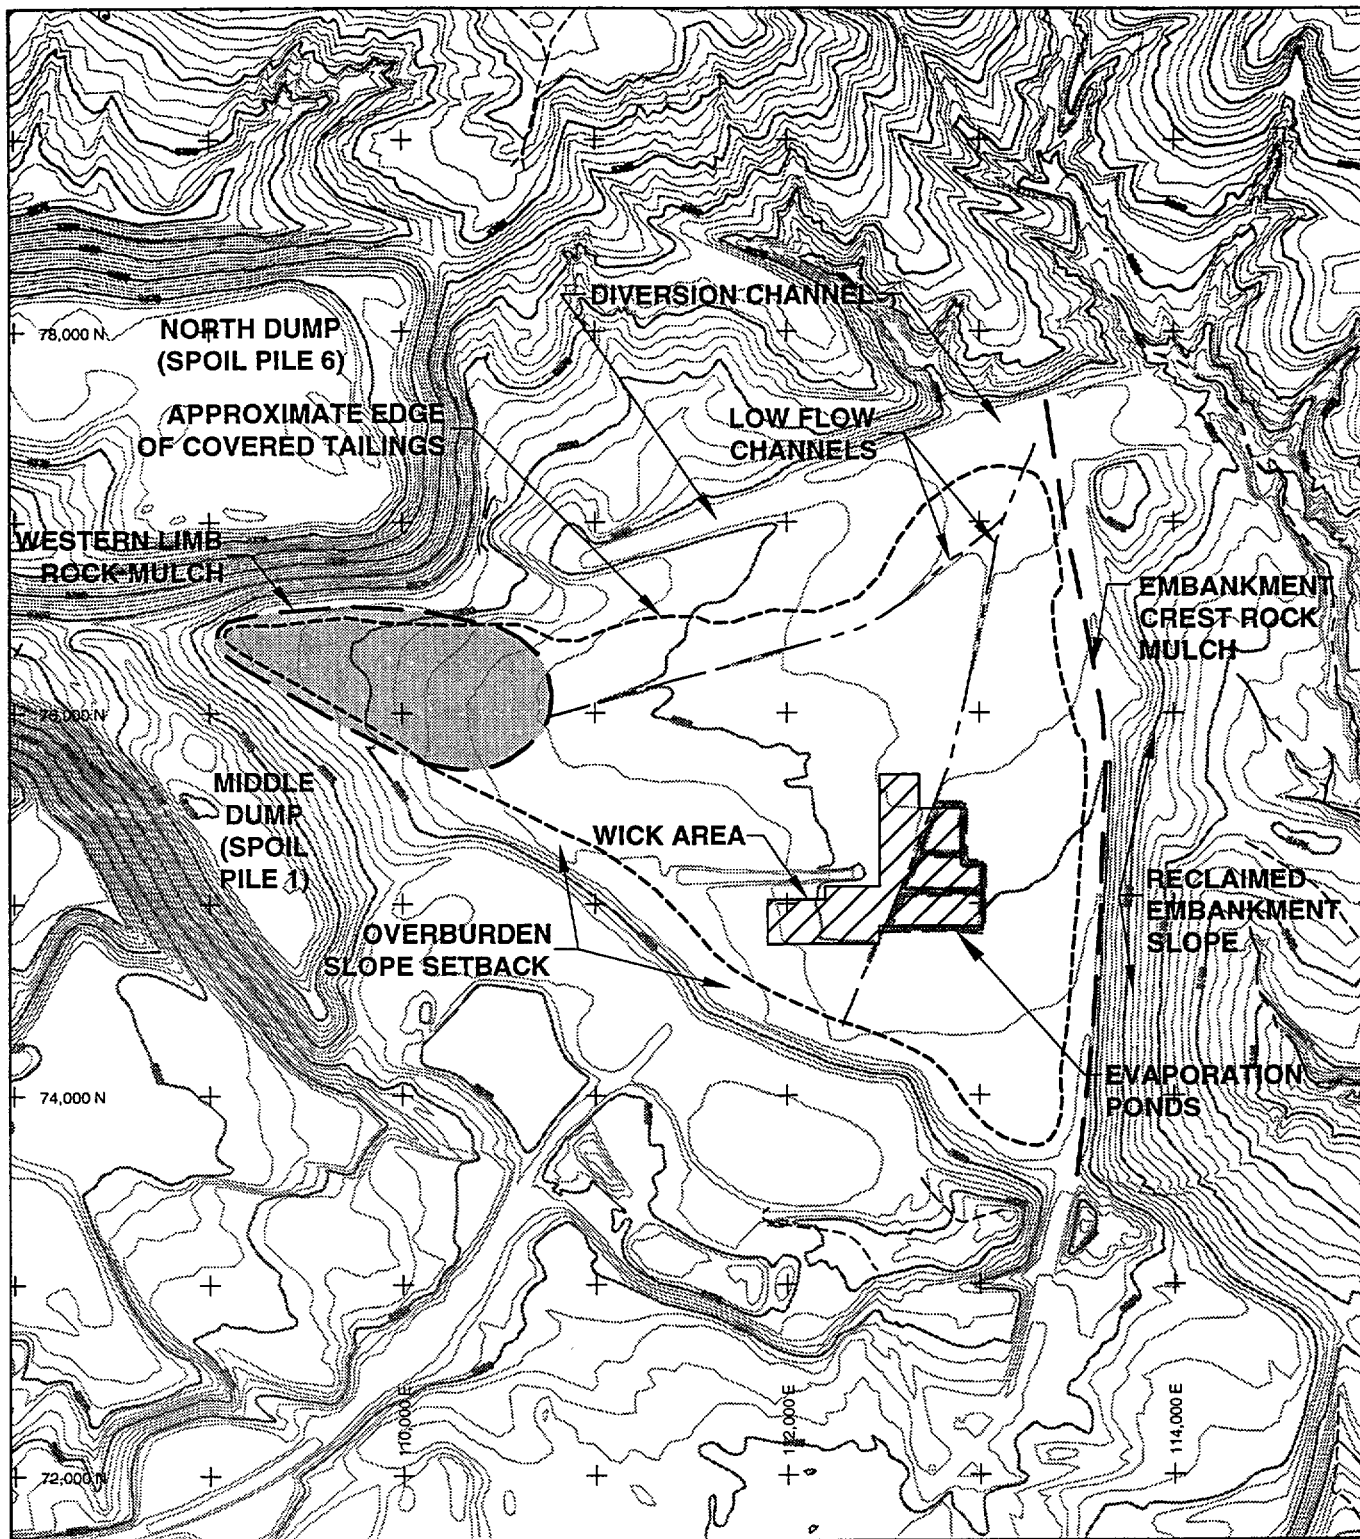 DIVERSION CHANNEL
78,000 N
NORTH DUMP
(SPOIL PILE 6)
APPROXIMATE EDGE
OF COVERED TAILINGS
LOW FLOW
CHANNELS
WESTERN LIMB
ROCK MULCH
EMBANKMENT
CREST ROCK
MULCH
76,000 N
MIDDLE
DUMP
(SPOIL
PILE 1)
WICK AREA
RECLAIMED
EMBANKMENT
SLOPE
OVERBURDEN
SLOPE SETBACK
EVAPORATION
PONDS
74,000 N
110,000 E
112,000 E
114,000 E
72,000 N